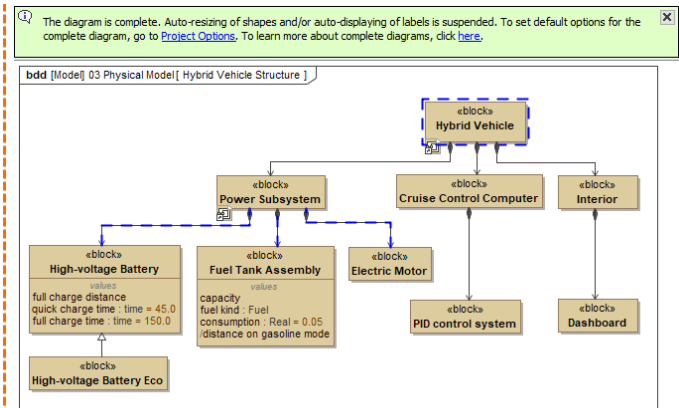 The diagram is complete. Auto-resizing of shapes and/or auto-displaying of labels is suspended. To set default options for the
complete diagram, go to Project Options. To learn more about complete diagrams, click here.
bdd [Model] 03 Physical Model[ Hybrid Vehicle Structure ]
«block»
Hybrid Vehicle
«block»
Power Subsystem
«block»
Cruise Control Computer
«block»
Interior
«block»
High-voltage Battery
values
full charge distance
quick charge time : time = 45.0
full charge time : time = 150.0
«block»
Fuel Tank Assembly
values
capacity
fuel kind : Fuel
consumption : Real = 0.05
/distance on gasoline mode
«block»
Electric Motor
«block»
PID control system
«block»
Dashboard
«block»
High-voltage Battery Eco